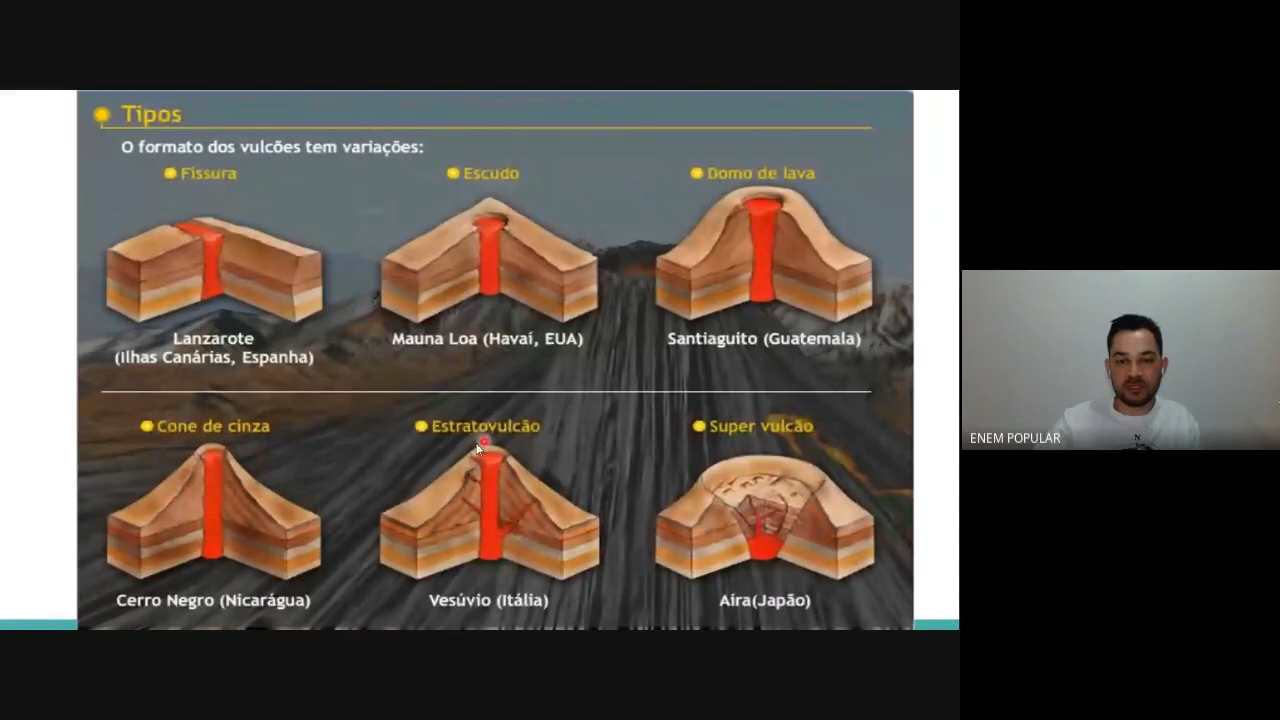 Tipos
O formato dos vulcões tem variações:
Fissura
Escudo
Domo de lava
Lanzarote
(Ilhas Canárias, Espanha)
Mauna Loa (Havaí, EUA)
Santiaguito (Guatemala)
Cone de cinza
Estratovulcão
Super vulcão
Cerro Negro (Nicarágua)
Vesúvio (Itália)
Aira(Japão)
ENEM POPULAR
N